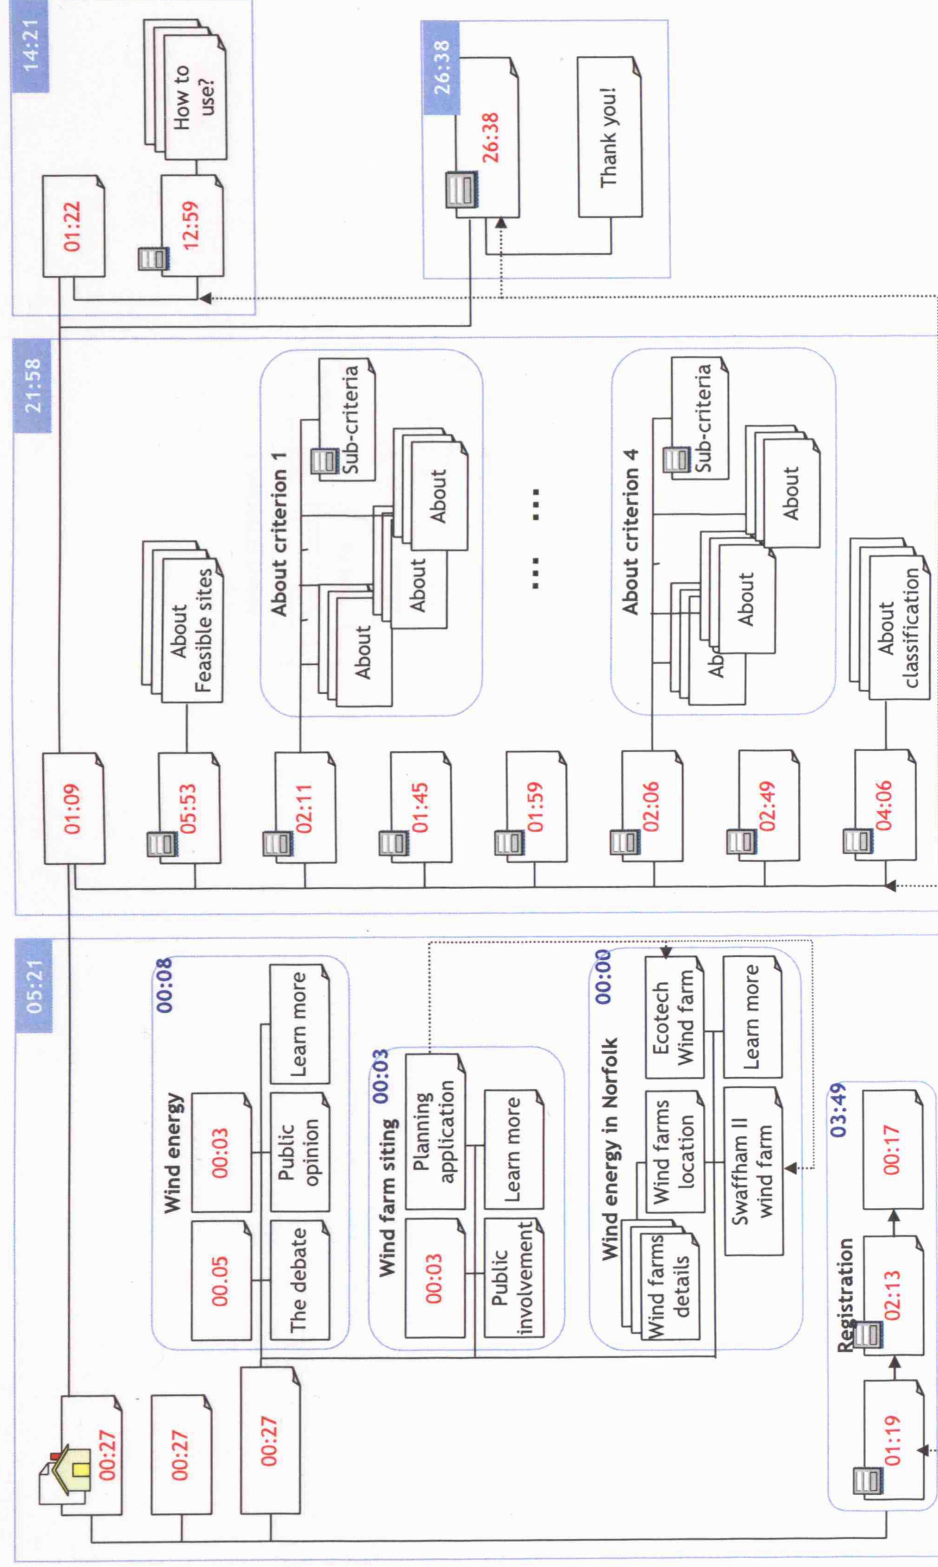 05:21
00:27
00:27
00:27
Wind energy
00:08
00.05
00:03
The debate
Public
opinion
Learn more
Wind farm siting
00:03
00:03
Planning
application
Public
involvement
Learn more
Wind energy in Norfolk
00:00
Wind farms
details
Wind farms
location
Ecotech
Wind farm
Swaffham II
wind farm
Learn more
Registration
03:49
01:19
02:13
00:17
21:58
01:09
05:53
About
Feasible sites
02:11
About criterion 1
About
About
About
Sub-criteria
01:45
01:59
... ...
02:06
About criterion 4
Abo
About
About
Sub-criteria
02:49
04:06
About
classification
14:21
01:22
12:59
How to
use?
26:38
26:38
Thank you!